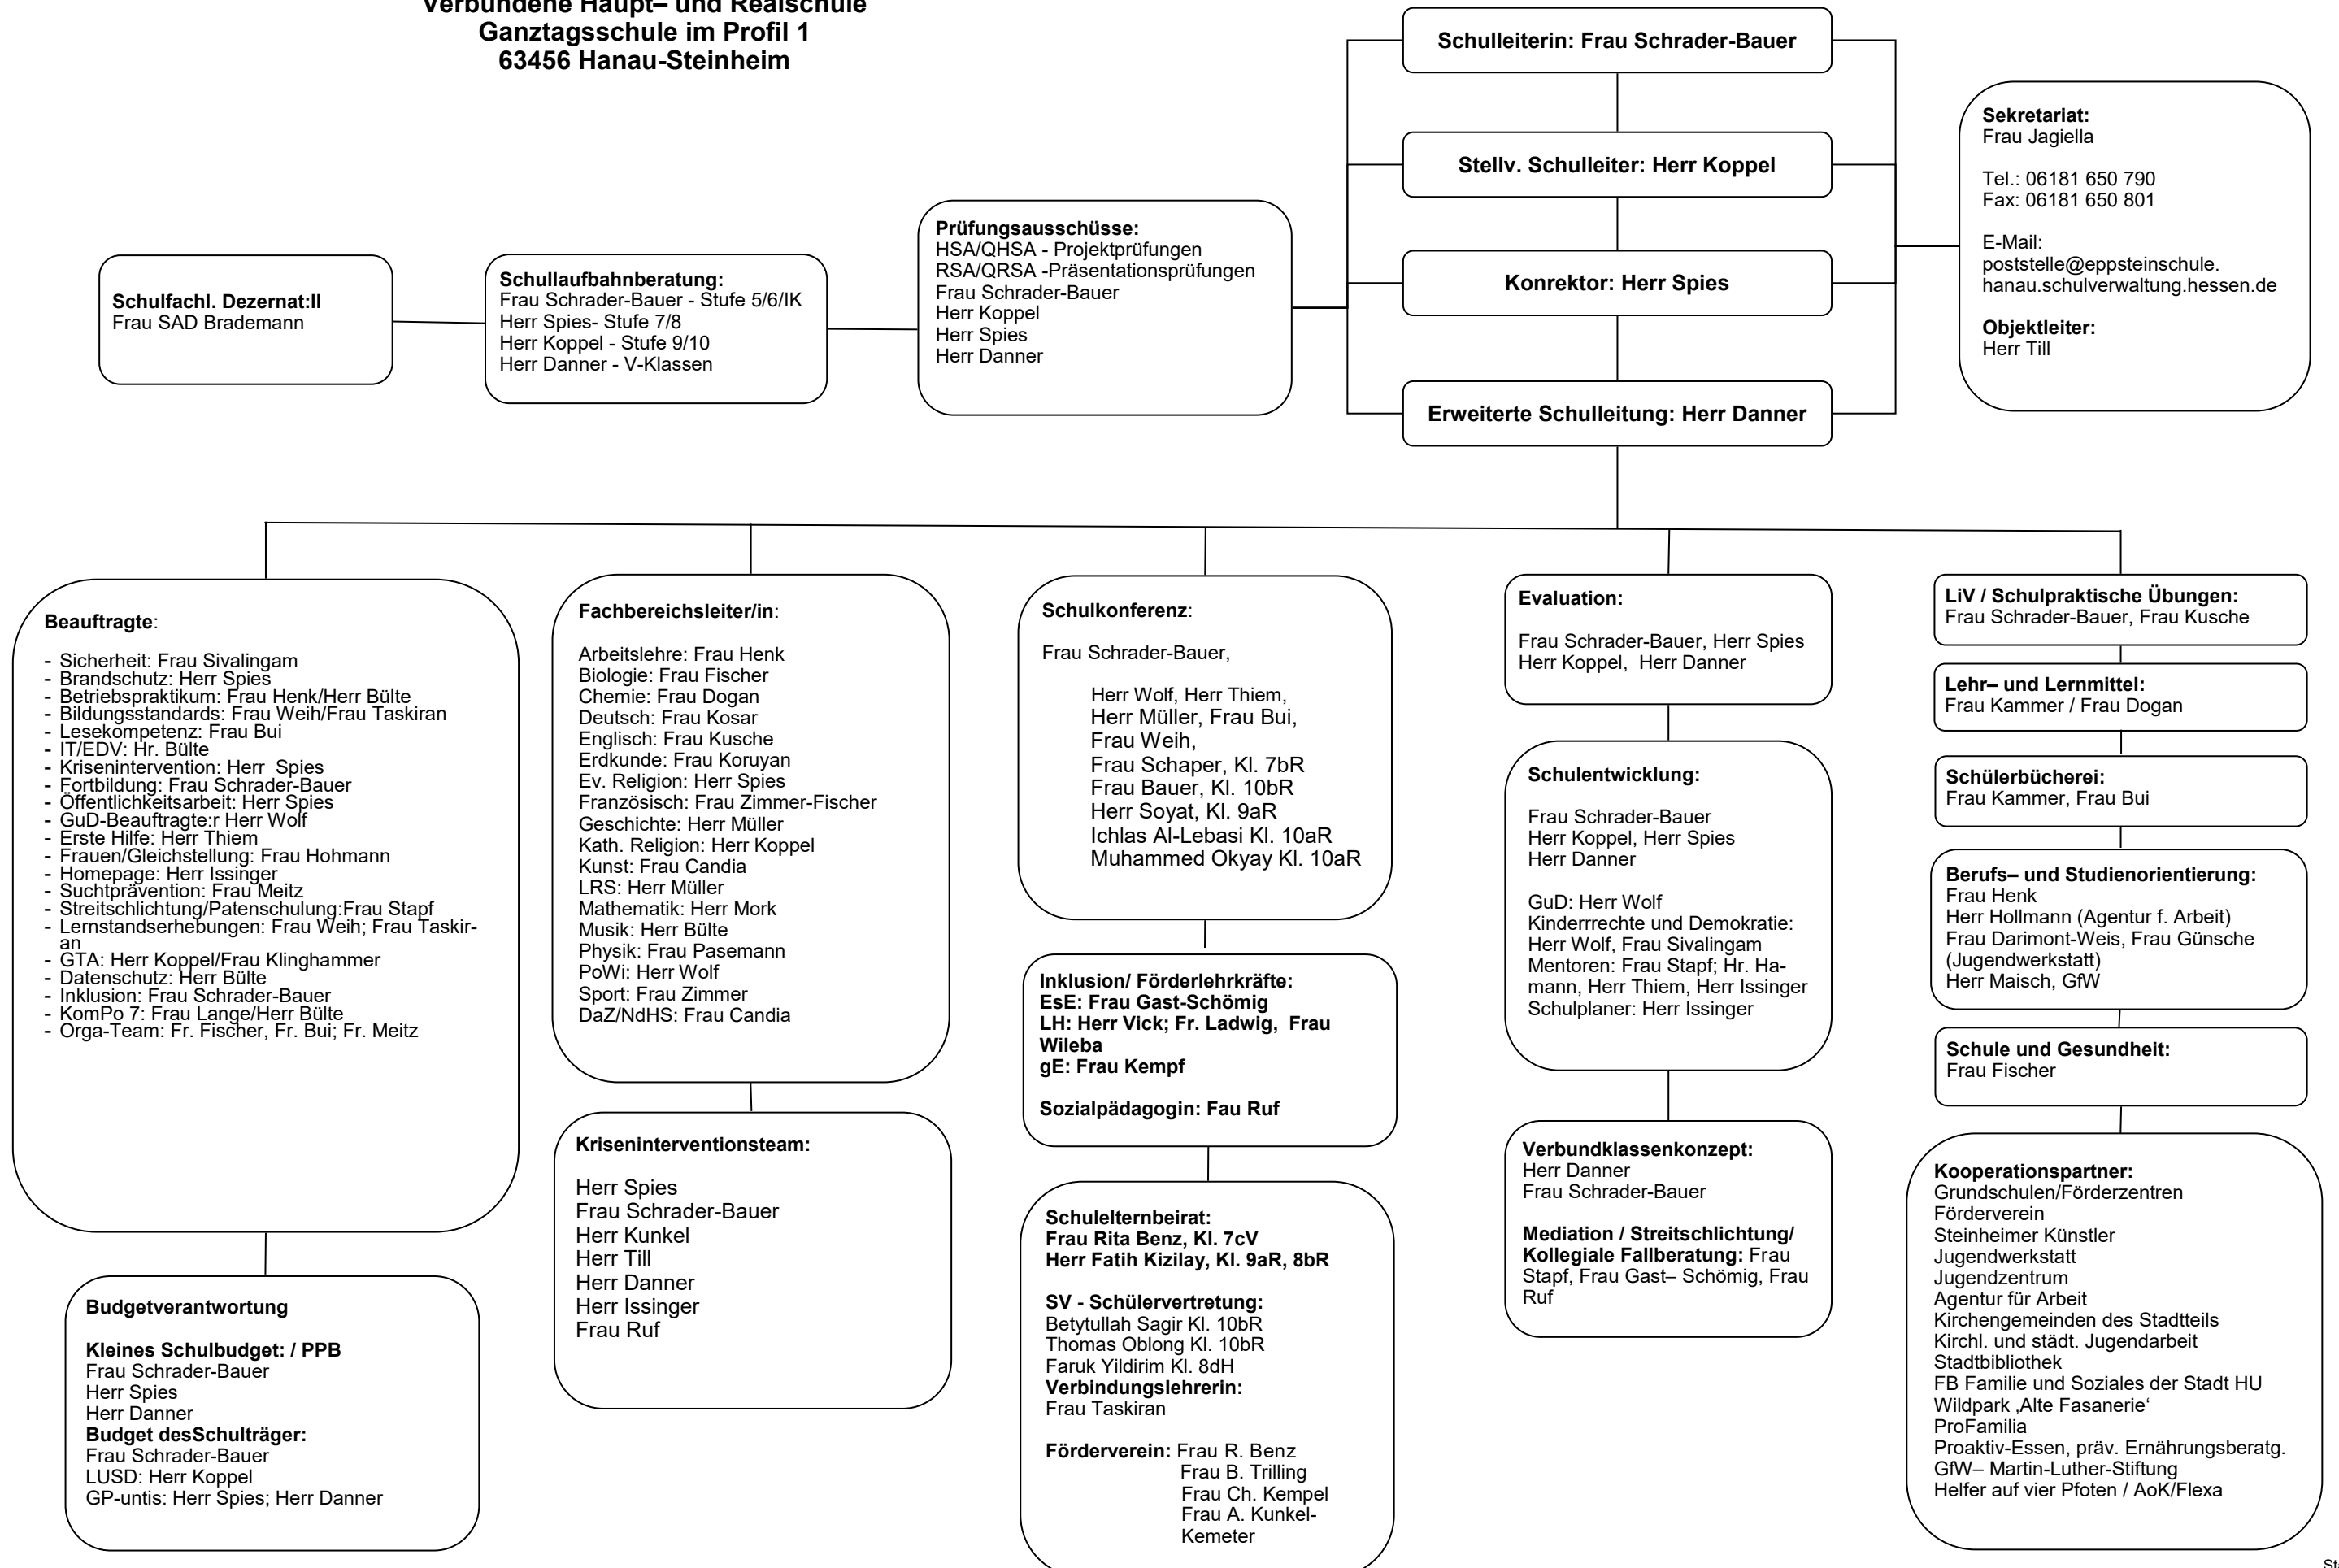 Verbundene Haupt– und Realschule
Ganztagsschule im Profil 1
63456 Hanau-Steinheim
Schulleiterin: Frau Schrader-Bauer
Stellv. Schulleiter: Herr Koppel
Konrektor: Herr Spies
Erweiterte Schulleitung: Herr Danner
Sekretariat:
Frau Jagiella
Tel.: 06181 650 790
Fax: 06181 650 801
E-Mail:
poststelle@eppsteinschule.
hanau.schulverwaltung.hessen.de
Objektleiter:
Herr Till
Prüfungsausschüsse:
HSA/QHSA - Projektprüfungen
RSA/QRSA -Präsentationsprüfungen
Frau Schrader-Bauer
Herr Koppel
Herr Spies
Herr Danner
Schullaufbahnberatung:
Frau Schrader-Bauer - Stufe 5/6/IK
Herr Spies- Stufe 7/8
Herr Koppel - Stufe 9/10
Herr Danner - V-Klassen
Schulfachl. Dezernat:II
Frau SAD Brademann
Beauftragte:
- Sicherheit: Frau Sivalingam
- Brandschutz: Herr Spies
- Betriebspraktikum: Frau Henk/Herr Bülte
- Bildungsstandards: Frau Weih/Frau Taskiran
- Lesekompetenz: Frau Bui
- IT/EDV: Hr. Bülte
- Krisenintervention: Herr  Spies
- Fortbildung: Frau Schrader-Bauer
- Öffentlichkeitsarbeit: Herr Spies
- GuD-Beauftragte:r Herr Wolf
- Erste Hilfe: Herr Thiem
- Frauen/Gleichstellung: Frau Hohmann
- Homepage: Herr Issinger
- Suchtprävention: Frau Meitz
- Streitschlichtung/Patenschulung:Frau Stapf
- Lernstandserhebungen: Frau Weih; Frau Taskir-
an
- GTA: Herr Koppel/Frau Klinghammer
- Datenschutz: Herr Bülte
- Inklusion: Frau Schrader-Bauer
- KomPo 7: Frau Lange/Herr Bülte
- Orga-Team: Fr. Fischer, Fr. Bui; Fr. Meitz
Budgetverantwortung
Kleines Schulbudget: / PPB
Frau Schrader-Bauer
Herr Spies
Herr Danner
Budget desSchulträger:
Frau Schrader-Bauer
LUSD: Herr Koppel
GP-untis: Herr Spies; Herr Danner
Fachbereichsleiter/in:
Arbeitslehre: Frau Henk
Biologie: Frau Fischer
Chemie: Frau Dogan
Deutsch: Frau Kosar
Englisch: Frau Kusche
Erdkunde: Frau Koruyan
Ev. Religion: Herr Spies
Französisch: Frau Zimmer-Fischer
Geschichte: Herr Müller
Kath. Religion: Herr Koppel
Kunst: Frau Candia
LRS: Herr Müller
Mathematik: Herr Mork
Musik: Herr Bülte
Physik: Frau Pasemann
PoWi: Herr Wolf
Sport: Frau Zimmer
DaZ/NdHS: Frau Candia
Kriseninterventionsteam:
Herr Spies
Frau Schrader-Bauer
Herr Kunkel
Herr Till
Herr Danner
Herr Issinger
Frau Ruf
Schulkonferenz:
Frau Schrader-Bauer,
Herr Wolf, Herr Thiem,
Herr Müller, Frau Bui,
Frau Weih,
Frau Schaper, Kl. 7bR
Frau Bauer, Kl. 10bR
Herr Soyat, Kl. 9aR
Ichlas Al-Lebasi Kl. 10aR
Muhammed Okyay Kl. 10aR
Inklusion/ Förderlehrkräfte:
EsE: Frau Gast-Schömig
LH: Herr Vick; Fr. Ladwig,  Frau
Wileba
gE: Frau Kempf
Sozialpädagogin: Fau Ruf
Schulelternbeirat:
Frau Rita Benz, Kl. 7cV
Herr Fatih Kizilay, Kl. 9aR, 8bR
SV - Schülervertretung:
Betytullah Sagir Kl. 10bR
Thomas Oblong Kl. 10bR
Faruk Yildirim Kl. 8dH
Verbindungslehrerin:
Frau Taskiran
Förderverein: Frau R. Benz
Frau B. Trilling
Frau Ch. Kempel
Frau A. Kunkel-
Kemeter
Evaluation:
Frau Schrader-Bauer, Herr Spies
Herr Koppel,  Herr Danner
Schulentwicklung:
Frau Schrader-Bauer
Herr Koppel, Herr Spies
Herr Danner
GuD: Herr Wolf
Kinderrrechte und Demokratie:
Herr Wolf, Frau Sivalingam
Mentoren: Frau Stapf; Hr. Ha-
mann, Herr Thiem, Herr Issinger
Schulplaner: Herr Issinger
Verbundklassenkonzept:
Herr Danner
Frau Schrader-Bauer
Mediation / Streitschlichtung/
Kollegiale Fallberatung: Frau
Stapf, Frau Gast– Schömig, Frau
Ruf
LiV / Schulpraktische Übungen:
Frau Schrader-Bauer, Frau Kusche
Lehr– und Lernmittel:
Frau Kammer / Frau Dogan
Schülerbücherei:
Frau Kammer, Frau Bui
Berufs– und Studienorientierung:
Frau Henk
Herr Hollmann (Agentur f. Arbeit)
Frau Darimont-Weis, Frau Günsche
(Jugendwerkstatt)
Herr Maisch, GfW
Schule und Gesundheit:
Frau Fischer
Kooperationspartner:
Grundschulen/Förderzentren
Förderverein
Steinheimer Künstler
Jugendwerkstatt
Jugendzentrum
Agentur für Arbeit
Kirchengemeinden des Stadtteils
Kirchl. und städt. Jugendarbeit
Stadtbibliothek
FB Familie und Soziales der Stadt HU
Wildpark ‚Alte Fasanerie‘
ProFamilia
Proaktiv-Essen, präv. Ernährungsberatg.
GfW– Martin-Luther-Stiftung
Helfer auf vier Pfoten / AoK/Flexa